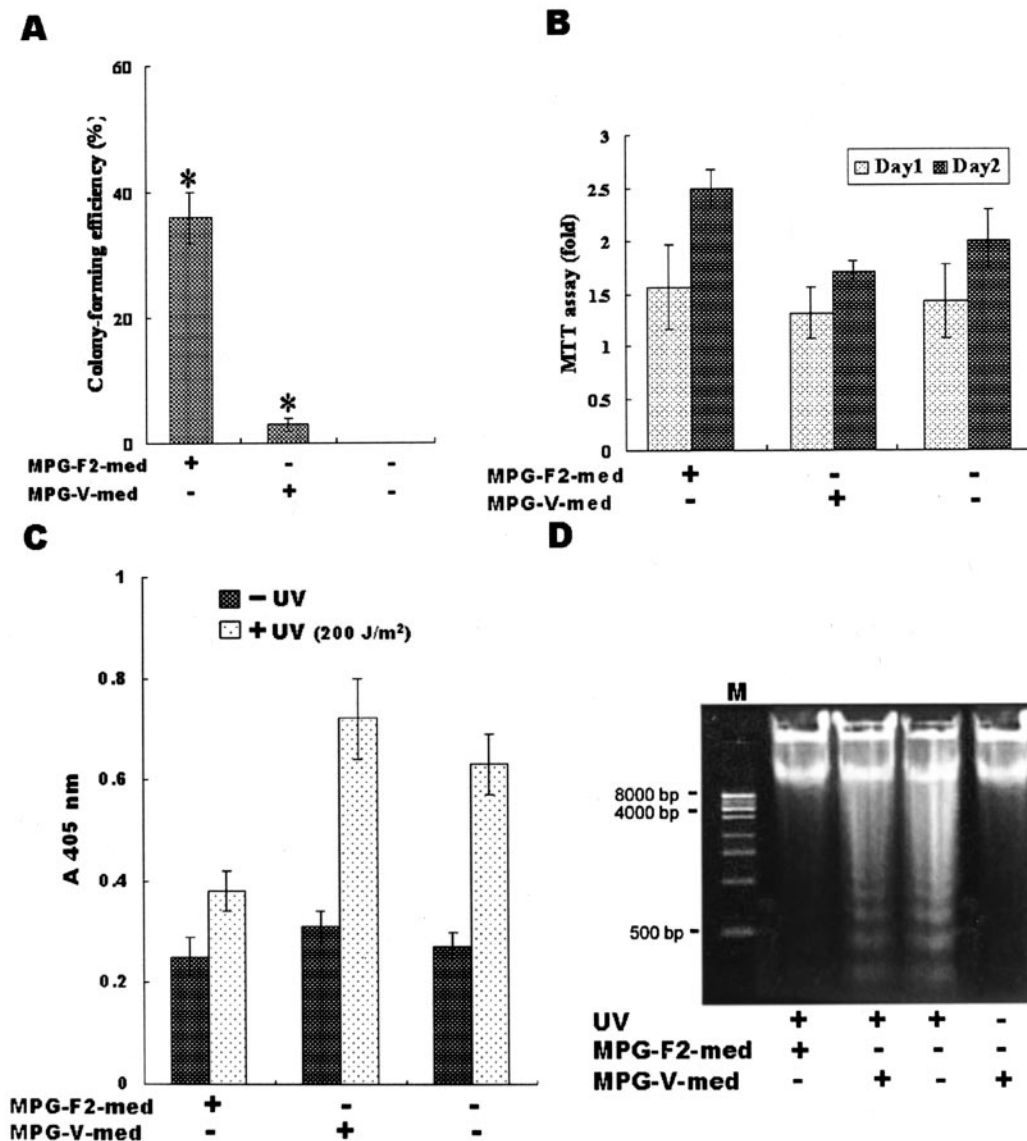 A
Colony-forming efficiency (%)
60
40
20
0
*
*
MPG-F2-med + - -
MPG-V-med - + -
B
MTT assay (fold)
3
2.5
2
1.5
1
0.5
0
Day1 Day2
MPG-F2-med + - -
MPG-V-med - + -
C
A 405 nm
1
0.8
0.6
0.4
0.2
0
- UV
+ UV (200 J/m²)
MPG-F2-med + - -
MPG-V-med - + -
D
M
8000 bp -
4000 bp -
500 bp -
UV + + + -
MPG-F2-med + - - -
MPG-V-med - + - +